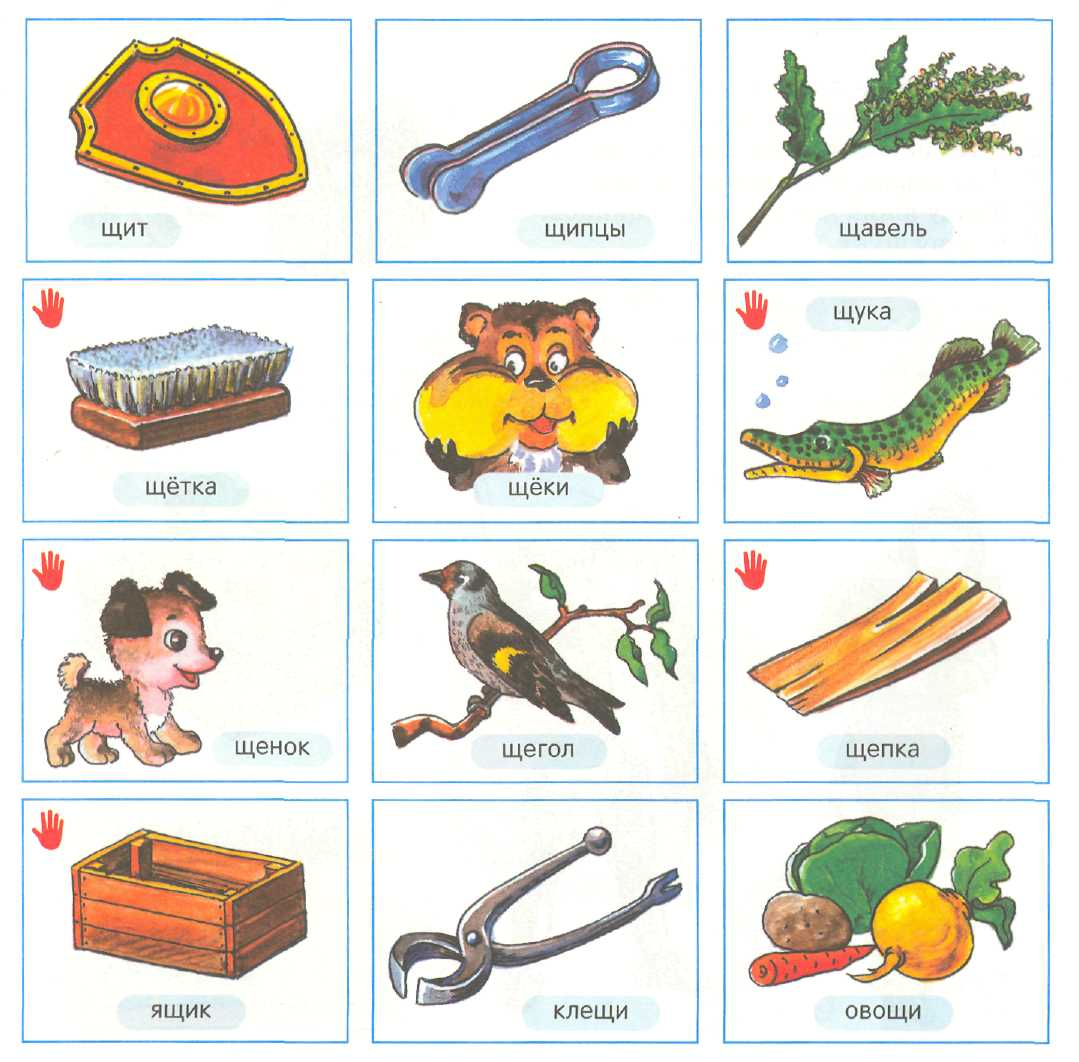 щит
щипцы
щавель
щётка
щёки
щука
щенок
щегол
щепка
ящик
клещи
овощи